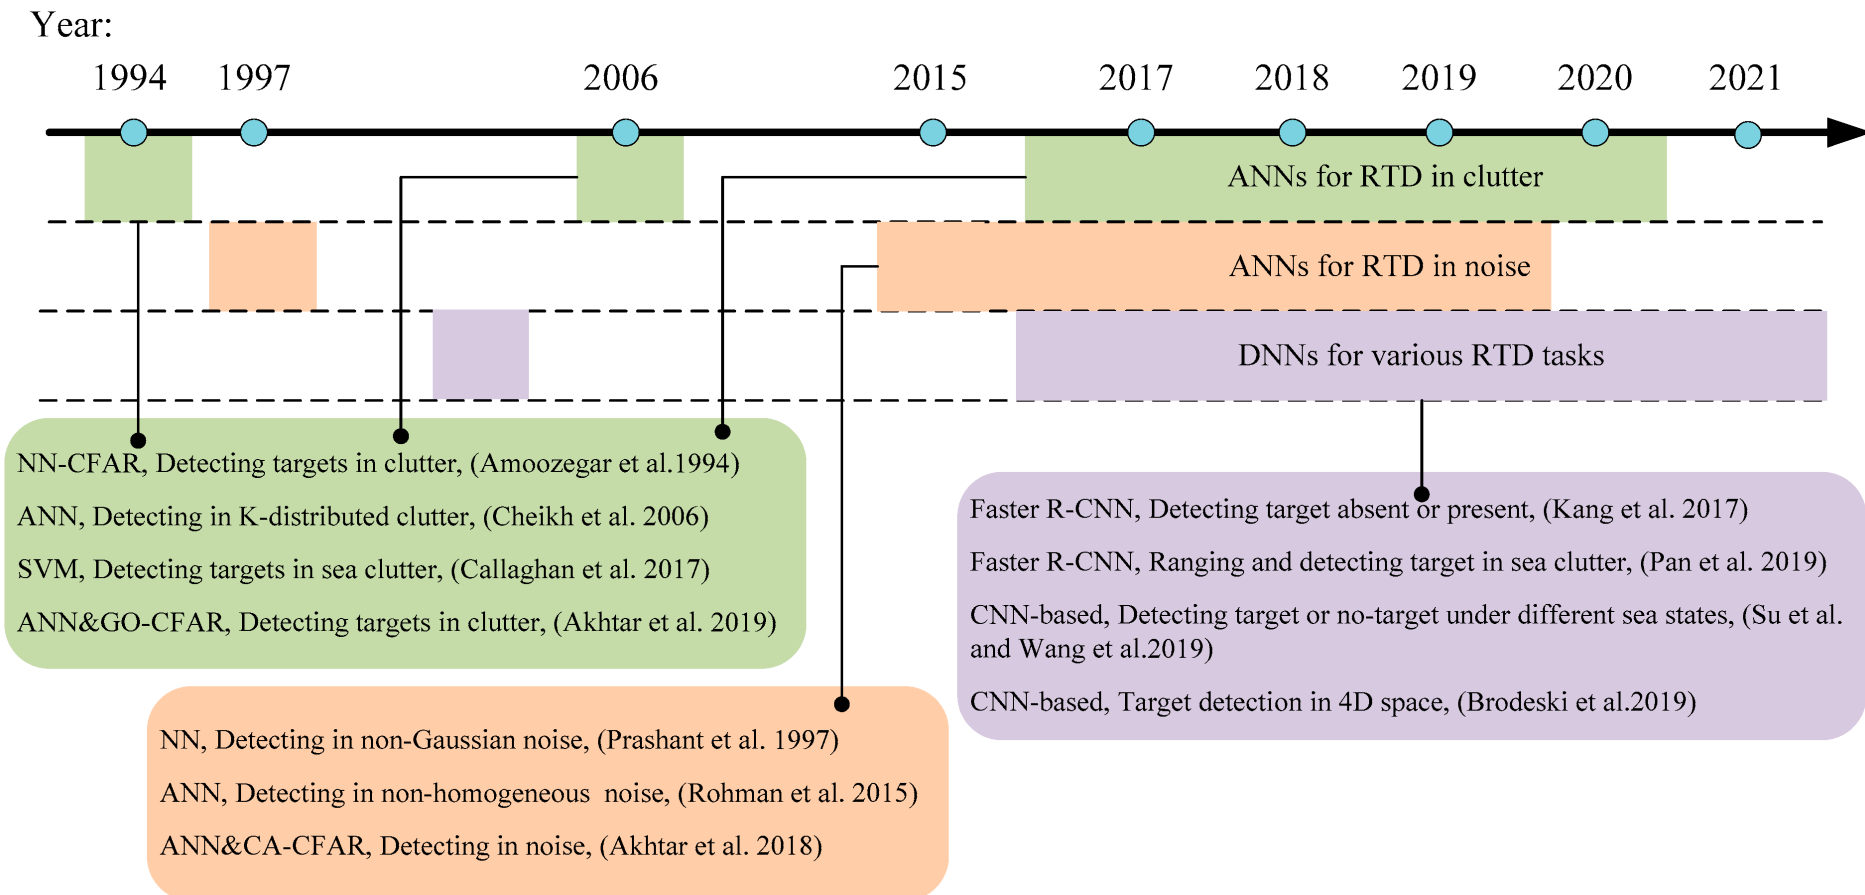 Year:
1994 1997 2006 2015 2017 2018 2019 2020 2021
ANNs for RTD in clutter
ANNs for RTD in noise
DNNs for various RTD tasks
NN-CFAR, Detecting targets in clutter, (Amoozegar et al.1994)
ANN, Detecting in K-distributed clutter, (Cheikh et al. 2006)
SVM, Detecting targets in sea clutter, (Callaghan et al. 2017)
ANN&GO-CFAR, Detecting targets in clutter, (Akhtar et al. 2019)
Faster R-CNN, Detecting target absent or present, (Kang et al. 2017)
Faster R-CNN, Ranging and detecting target in sea clutter, (Pan et al. 2019)
CNN-based, Detecting target or no-target under different sea states, (Su et al.
and Wang et al.2019)
CNN-based, Target detection in 4D space, (Brodeski et al.2019)
NN, Detecting in non-Gaussian noise, (Prashant et al. 1997)
ANN, Detecting in non-homogeneous  noise, (Rohman et al. 2015)
ANN&CA-CFAR, Detecting in noise, (Akhtar et al. 2018)